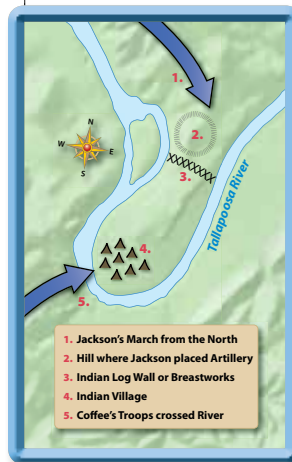 1.
N
W
E
S
2.
3.
Tallapoosa River
4.
5.
1. Jackson's March from the North
2. Hill where Jackson placed Artillery
3. Indian Log Wall or Breastworks
4. Indian Village
5. Coffee's Troops crossed River